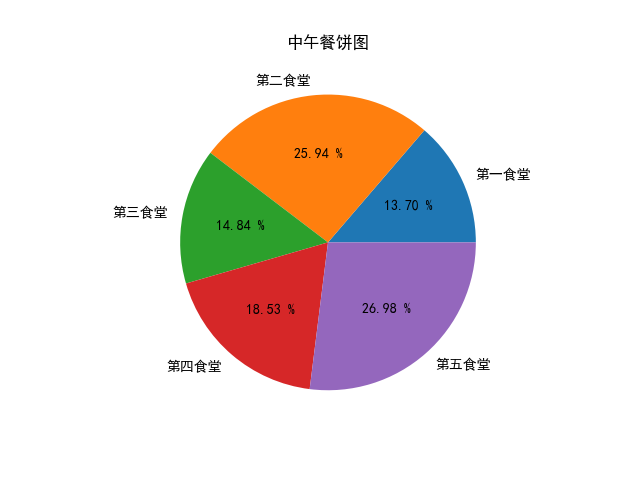 中午餐饼图
第二食堂
25.94 %
第一食堂
13.70 %
第三食堂
14.84 %
18.53 %
26.98 %
第四食堂
第五食堂